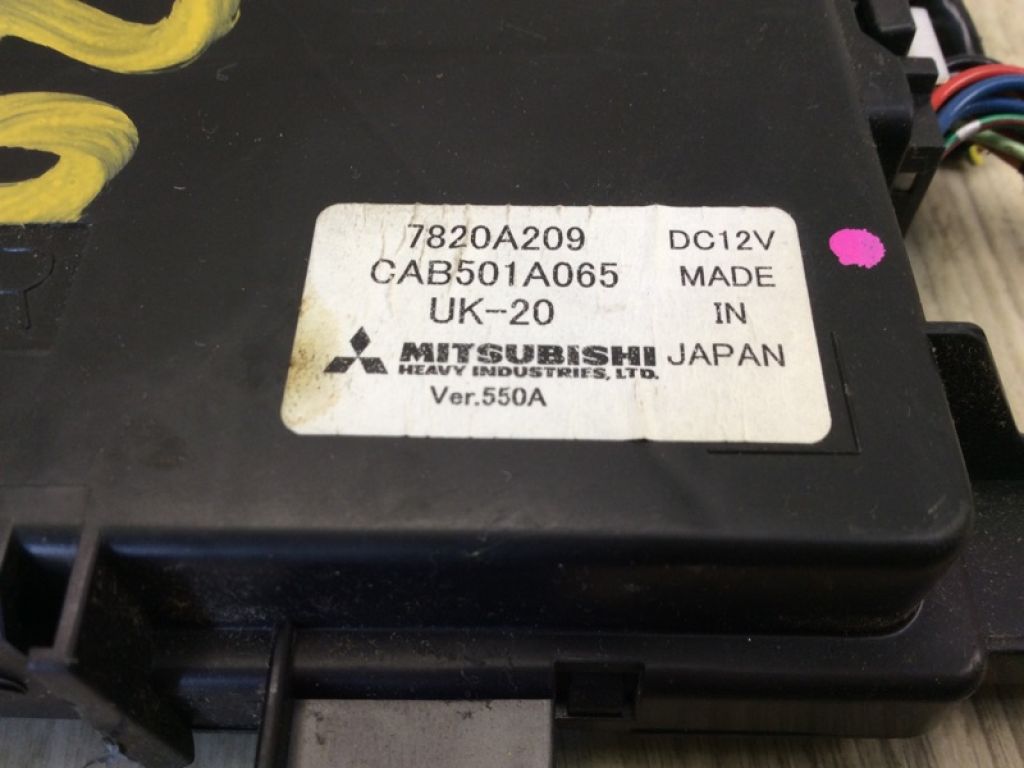 7820A209 DC12V
CAB501A065 MADE
UK-20 IN
MITSUBISHI JAPAN
HEAVY INDUSTRIES, LTD.
Ver.550A